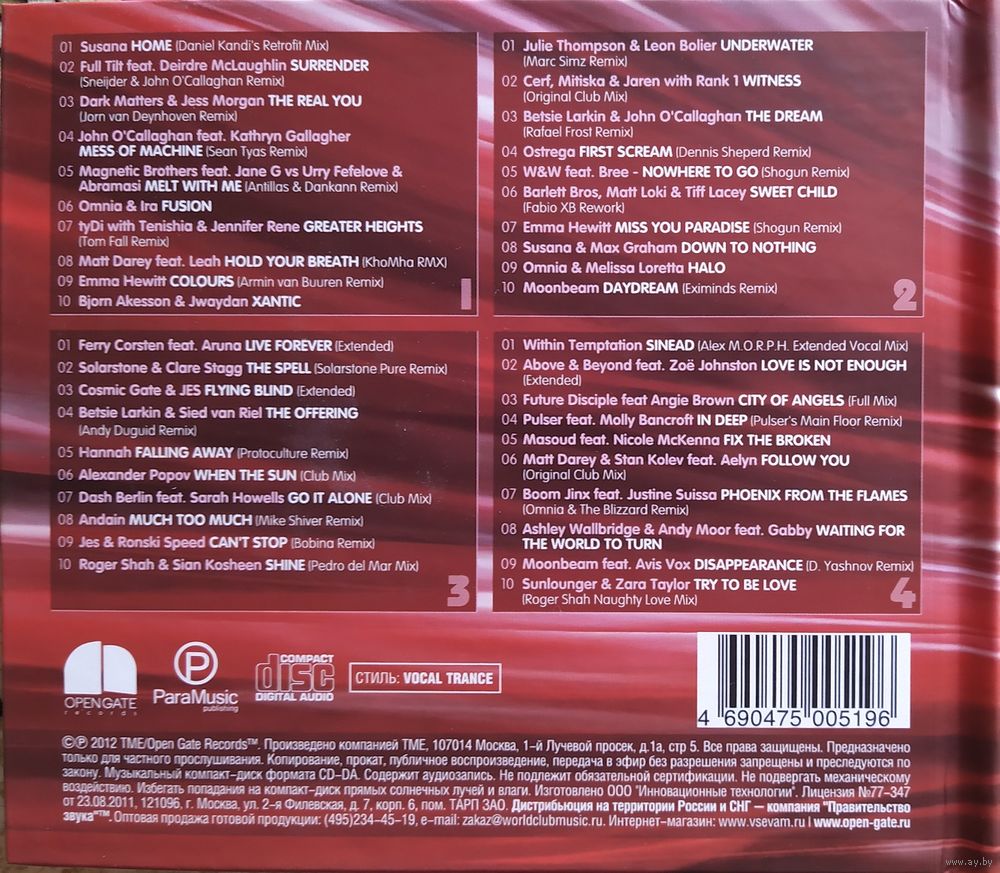 01 Susana HOME (Daniel Kandi's Retrofit Mix)
02 Full Tilt feat. Deirdre McLaughlin SURRENDER
(Sneijder & John O'Callaghan Remix)
03 Dark Matters & Jess Morgan THE REAL YOU
(Jorn van Deynhoven Remix)
04 John O'Callaghan feat. Kathryn Gallagher
MESS OF MACHINE (Sean Tyas Remix)
05 Magnetic Brothers feat. Jane G vs Urry Fefelove &
Abramasi MELT WITH ME (Antillas & Dankann Remix)
06 Omnia & Ira FUSION
07 tyDi with Tenishia & Jennifer Rene GREATER HEIGHTS
(Tom Fall Remix)
08 Matt Darey feat. Leah HOLD YOUR BREATH (KhoMha RMX)
09 Emma Hewitt COLOURS (Armin van Buuren Remix)
10 Bjorn Akesson & Jwaydan XANTIC
1
01 Julie Thompson & Leon Bolier UNDERWATER
(Marc Simz Remix)
02 Cerf, Mitiska & Jaren with Rank 1 WITNESS
(Original Club Mix)
03 Betsie Larkin & John O'Callaghan THE DREAM
(Rafael Frost Remix)
04 Ostrega FIRST SCREAM (Dennis Sheperd Remix)
05 W&W feat. Bree - NOWHERE TO GO (Shogun Remix)
06 Barlett Bros, Matt Loki & Tiff Lacey SWEET CHILD
(Fabio XB Rework)
07 Emma Hewitt MISS YOU PARADISE (Shogun Remix)
08 Susana & Max Graham DOWN TO NOTHING
09 Omnia & Melissa Loretta HALO
10 Moonbeam DAYDREAM (Eximinds Remix)
2
01 Ferry Corsten feat. Aruna LIVE FOREVER (Extended)
02 Solarstone & Clare Stagg THE SPELL (Solarstone Pure Remix)
03 Cosmic Gate & JES FLYING BLIND (Extended)
04 Betsie Larkin & Sied van Riel THE OFFERING
(Andy Duguid Remix)
05 Hannah FALLING AWAY (Protoculture Remix)
06 Alexander Popov WHEN THE SUN (Club Mix)
07 Dash Berlin feat. Sarah Howells GO IT ALONE (Club Mix)
08 Andain MUCH TOO MUCH (Mike Shiver Remix)
09 Jes & Ronski Speed CAN'T STOP (Bobina Remix)
10 Roger Shah & Sian Kosheen SHINE (Pedro del Mar Mix)
3
01 Within Temptation SINEAD (Alex M.O.R.P.H. Extended Vocal Mix)
02 Above & Beyond feat. Zoë Johnston LOVE IS NOT ENOUGH
(Extended)
03 Future Disciple feat Angie Brown CITY OF ANGELS (Full Mix)
04 Pulser feat. Molly Bancroft IN DEEP (Pulser's Main Floor Remix)
05 Masoud feat. Nicole McKenna FIX THE BROKEN
06 Matt Darey & Stan Kolev feat. Aelyn FOLLOW YOU
(Original Club Mix)
07 Boom Jinx feat. Justine Suissa PHOENIX FROM THE FLAMES
(Omnia & The Blizzard Remix)
08 Ashley Wallbridge & Andy Moor feat. Gabby WAITING FOR
THE WORLD TO TURN
09 Moonbeam feat. Avis Vox DISAPPEARANCE (D. Yashnov Remix)
10 Sunlounger & Zara Taylor TRY TO BE LOVE
(Roger Shah Naughty Love Mix)
4
OPENGATE
records
P
ParaMusic
publishing
COMPACT
disc
DIGITAL AUDIO
СТИЛЬ: VOCAL TRANCE
4 690475 005196
©℗ 2012 TME/Open Gate Records™. Произведено компанией TME, 107014 Москва, 1-й Лучевой просек, д.1а, стр 5. Все права защищены. Предназначено
только для частного прослушивания. Копирование, прокат, публичное воспроизведение, передача в эфир без разрешения запрещены и преследуются по
закону. Музыкальный компакт-диск формата CD-DA. Содержит аудиозапись. Не подлежит обязательной сертификации. Не подвергать механическому
воздействию. Избегать попадания на компакт-диск прямых солнечных лучей и влаги. Изготовлено ООО "Инновационные технологии". Лицензия №77-347
от 23.08.2011, 121096, г. Москва, ул. 2-я Филевская, д. 7, корп. 6, пом. ТАРП ЗАО. Дистрибьюция на территории России и СНГ — компания "Правительство
звука"™. Оптовая продажа готовой продукции: (495)234-45-19, e-mail: zakaz@worldclubmusic.ru. Интернет-магазин: www.vsevam.ru | www.open-gate.ru
www.ay.by